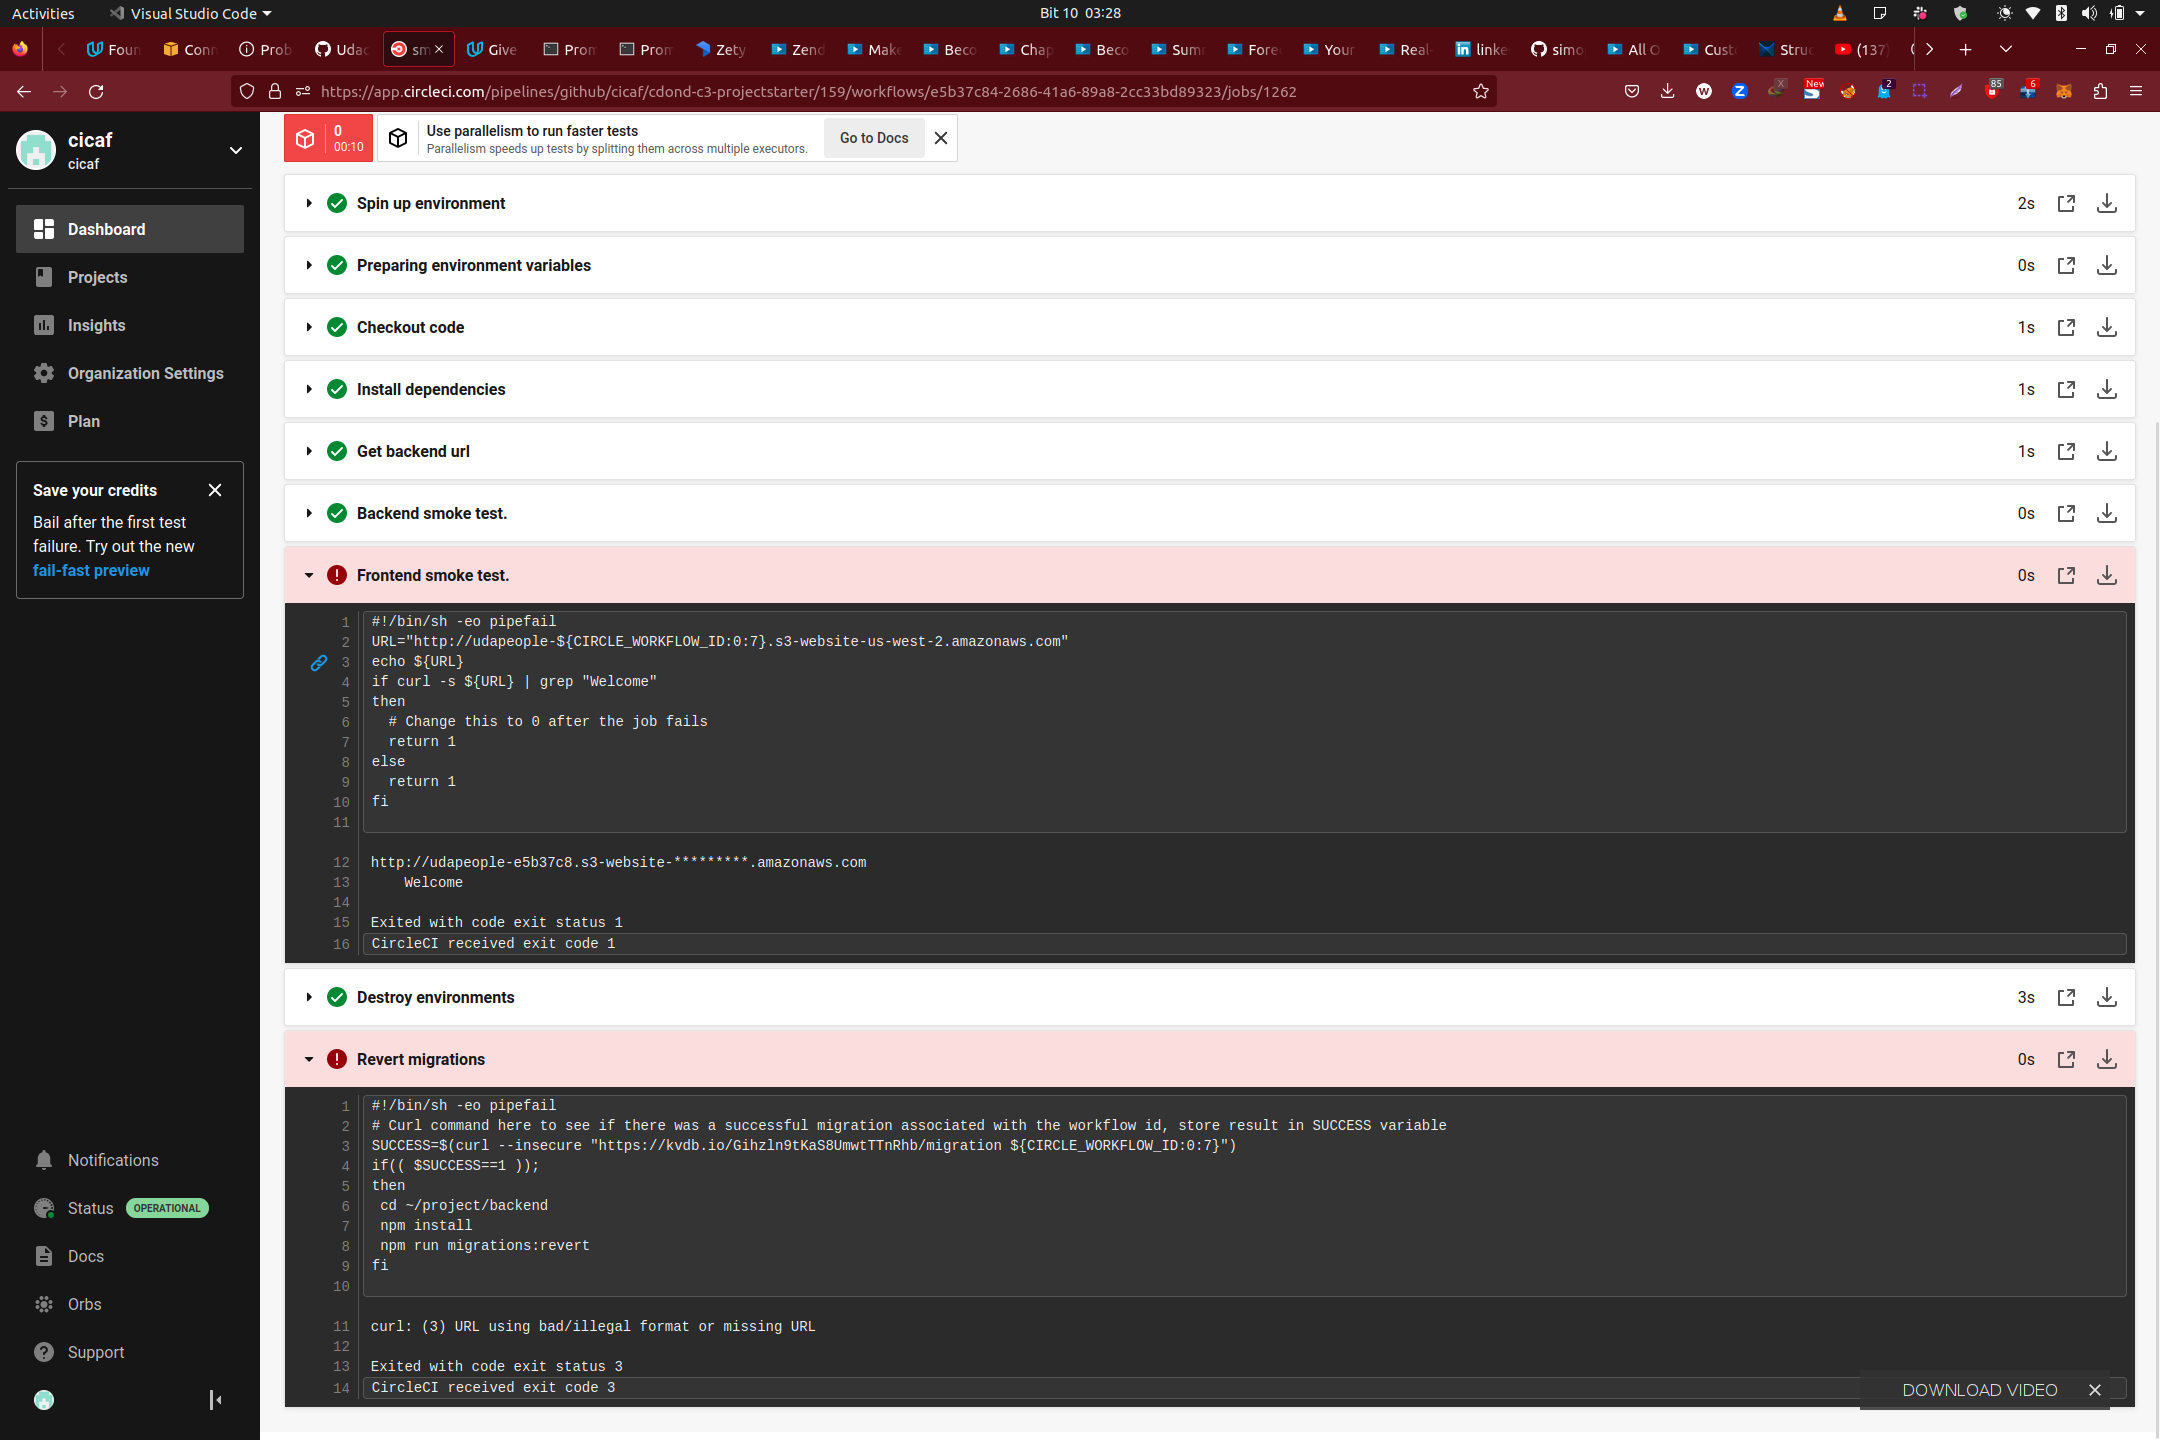 Activities
Visual Studio Code
Bit 10 03:28
Foun
Conn
Prob
Udac
sm
Give
Prom
Prom
Zety
Zend
Make
Beco
Chap
Beco
Sum
Fore
Your
Real-
linke
simo
All O
Cust
Struc
(137)
https://app.circleci.com/pipelines/github/cicaf/cdond-c3-projectstarter/159/workflows/e5b37c84-2686-41a6-89a8-2cc33bd89323/jobs/1262
X
New
85
2
6
cicaf
cicaf
Dashboard
Projects
Insights
Organization Settings
Plan
Save your credits
Bail after the first test
failure. Try out the new
fail-fast preview
Notifications
Status OPERATIONAL
Docs
Orbs
Support
0
00:10
Use parallelism to run faster tests
Parallelism speeds up tests by splitting them across multiple executors.
Go to Docs
Spin up environment 2s
Preparing environment variables 0s
Checkout code 1s
Install dependencies 1s
Get backend url 1s
Backend smoke test. 0s
Frontend smoke test. 0s
1 #!/bin/sh -eo pipefail
2 URL="http://udapeople-${CIRCLE_WORKFLOW_ID:0:7}.s3-website-us-west-2.amazonaws.com"
3 echo ${URL}
4 if curl -s ${URL} | grep "Welcome"
5 then
6 # Change this to 0 after the job fails
7 return 1
8 else
9 return 1
10 fi
11
12 http://udapeople-e5b37c8.s3-website-*********.amazonaws.com
13 Welcome
14
15 Exited with code exit status 1
16 CircleCI received exit code 1
Destroy environments 3s
Revert migrations 0s
1 #!/bin/sh -eo pipefail
2 # Curl command here to see if there was a successful migration associated with the workflow id, store result in SUCCESS variable
3 SUCCESS=$(curl --insecure "https://kvdb.io/Gihzln9tKaS8UmwtTTnRhb/migration ${CIRCLE_WORKFLOW_ID:0:7}")
4 if(( $SUCCESS==1 ));
5 then
6 cd ~/project/backend
7 npm install
8 npm run migrations:revert
9 fi
10
11 curl: (3) URL using bad/illegal format or missing URL
12
13 Exited with code exit status 3
14 CircleCI received exit code 3
DOWNLOAD VIDEO